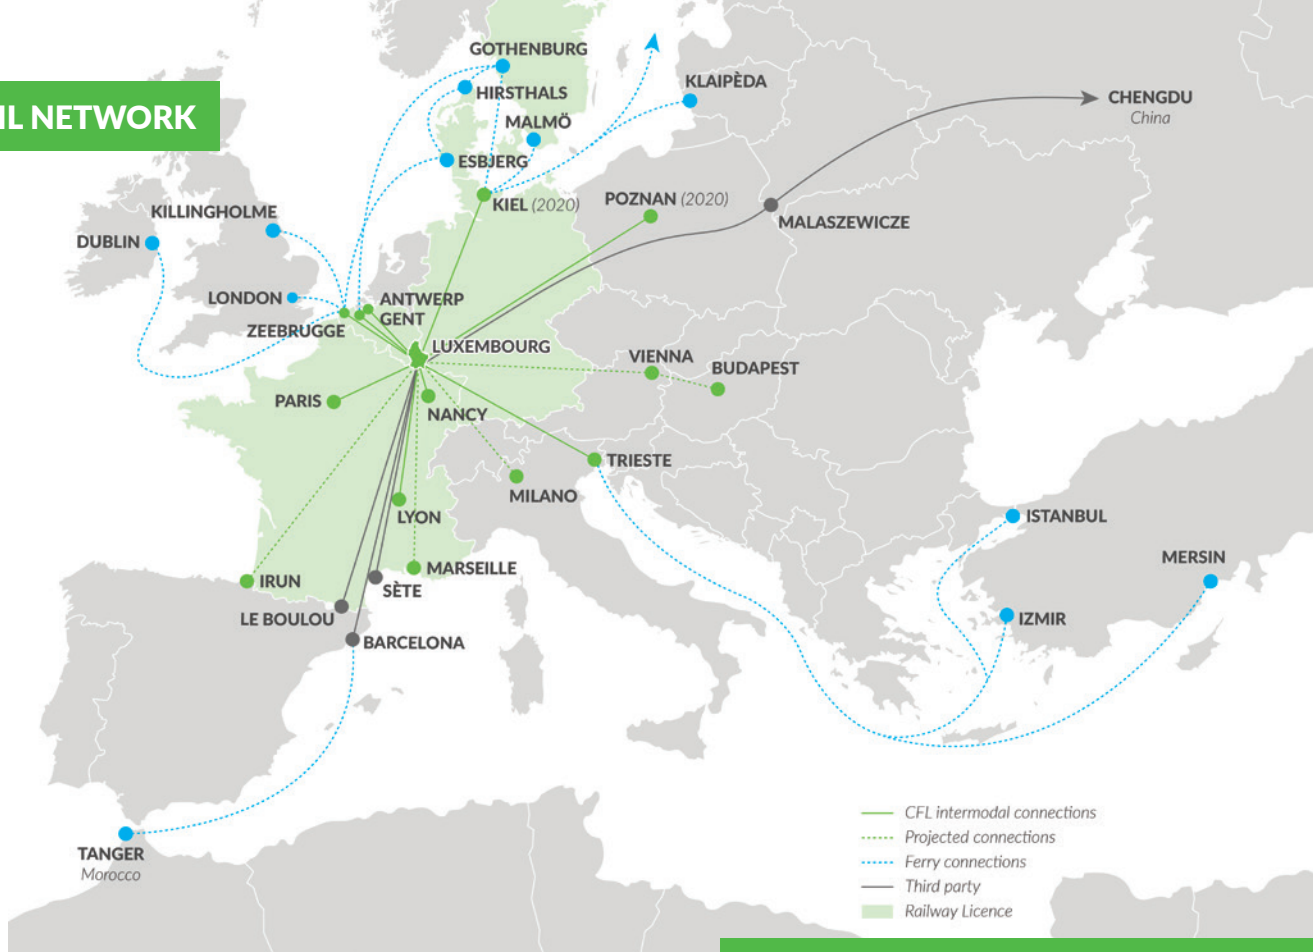 IL NETWORK
GOTHENBURG
HIRSTHALS
KLAIPÈDA
CHENGDU
China
MALMÖ
ESBJERG
KIEL (2020)
POZNAN (2020)
MALASZEWICZE
KILLINGHOLME
DUBLIN
LONDON
ANTWERP
GENT
ZEEBRUGGE
LUXEMBOURG
VIENNA
BUDAPEST
PARIS
NANCY
TRIESTE
MILANO
LYON
ISTANBUL
MERSIN
IRUN
MARSEILLE
SÈTE
LE BOULOU
IZMIR
BARCELONA
TANGER
Morocco
CFL intermodal connections
Projected connections
Ferry connections
Third party
Railway Licence